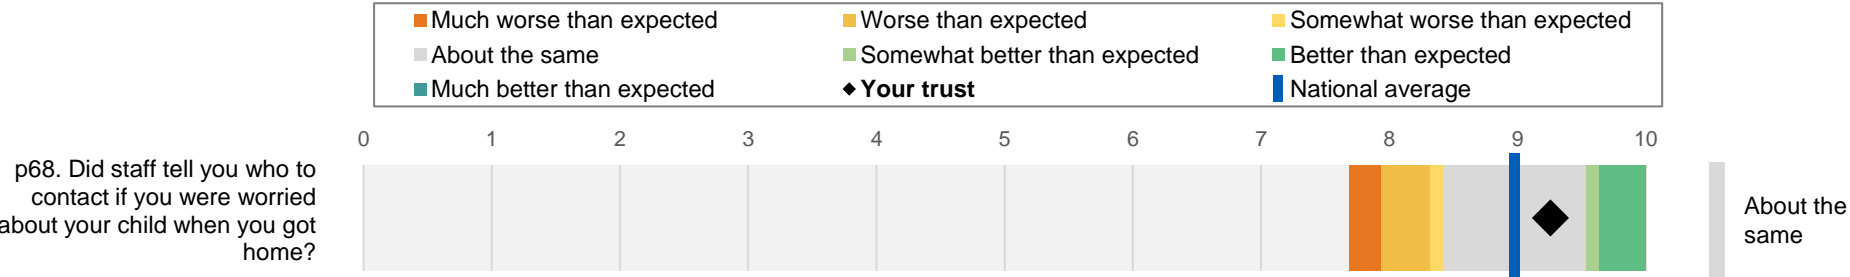 Much worse than expected Worse than expected Somewhat worse than expected
About the same Somewhat better than expected Better than expected
Much better than expected Your trust National average
0 1 2 3 4 5 6 7 8 9 10
p68. Did staff tell you who to
contact if you were worried
about your child when you got
home?
About the
same